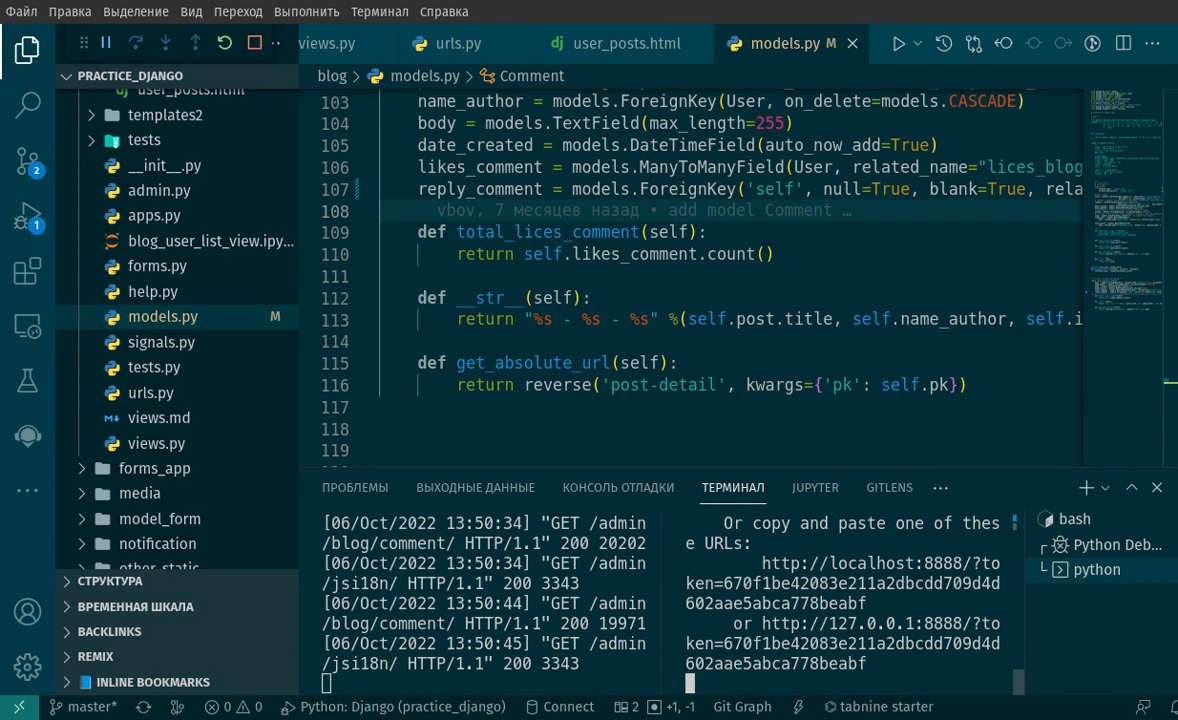 Файл Правка Выделение Вид Переход Выполнить Терминал Справка
views.py urls.py user_posts.html models.py M
PRACTICE_DJANGO
user_posts.html
templates2
tests
__init__.py
admin.py
apps.py
blog_user_list_view.ipy...
forms.py
help.py
models.py M
signals.py
tests.py
urls.py
views.md
views.py
forms_app
media
model_form
notification
other_static
СТРУКТУРА
ВРЕМЕННАЯ ШКАЛА
BACKLINKS
REMIX
INLINE BOOKMARKS
2
1
blog models.py Comment
103 name_author = models.ForeignKey(User, on_delete=models.CASCADE)
104 body = models.TextField(max_length=255)
105 date_created = models.DateTimeField(auto_now_add=True)
106 likes_comment = models.ManyToManyField(User, related_name="lices_blog
107 reply_comment = models.ForeignKey('self', null=True, blank=True, rela
108 vbov, 7 месяцев назад • add model Comment …
109 def total_lices_comment(self):
110 return self.likes_comment.count()
111
112 def __str__(self):
113 return "%s - %s - %s" %(self.post.title, self.name_author, self.i
114
115 def get_absolute_url(self):
116 return reverse('post-detail', kwargs={'pk': self.pk})
117
118
119
ПРОБЛЕМЫ ВЫХОДНЫЕ ДАННЫЕ КОНСОЛЬ ОТЛАДКИ ТЕРМИНАЛ JUPYTER GITLENS
[06/Oct/2022 13:50:34] "GET /admin
/blog/comment/ HTTP/1.1" 200 20202
[06/Oct/2022 13:50:34] "GET /admin
/jsi18n/ HTTP/1.1" 200 3343
[06/Oct/2022 13:50:44] "GET /admin
/blog/comment/ HTTP/1.1" 200 19971
[06/Oct/2022 13:50:45] "GET /admin
/jsi18n/ HTTP/1.1" 200 3343
Or copy and paste one of thes
e URLs:
http://localhost:8888/?to
ken=670f1be42083e211a2dbcdd709d4d
602aae5abca778beabf
or http://127.0.0.1:8888/?to
ken=670f1be42083e211a2dbcdd709d4d
602aae5abca778beabf
bash
Python Deb...
python
master* 0 0 Python: Django (practice_django) Connect 2 +1, -1 Git Graph tabnine starter